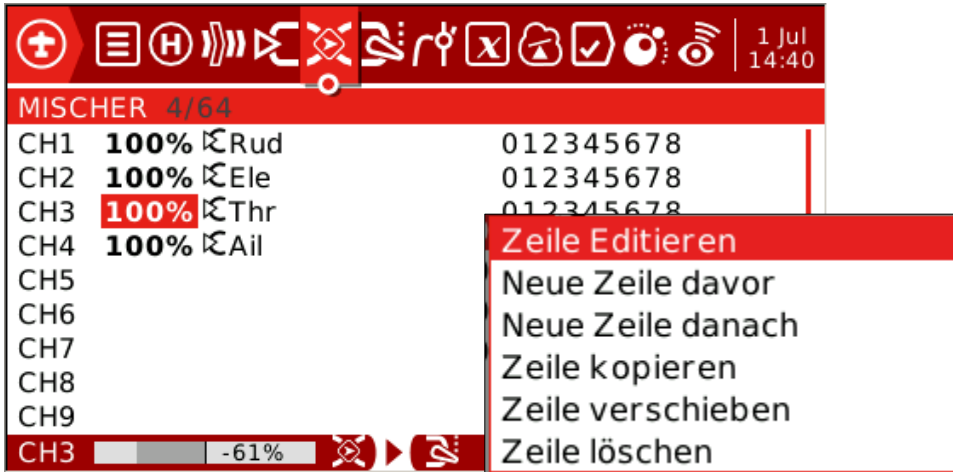 1 Jul
14:40
MISCHER 4/64
CH1 100% Rud 012345678
CH2 100% Ele 012345678
CH3 100% Thr 012345678
CH4 100% Ail
CH5
CH6
CH7
CH8
CH9
CH3 -61%
Zeile Editieren
Neue Zeile davor
Neue Zeile danach
Zeile kopieren
Zeile verschieben
Zeile löschen